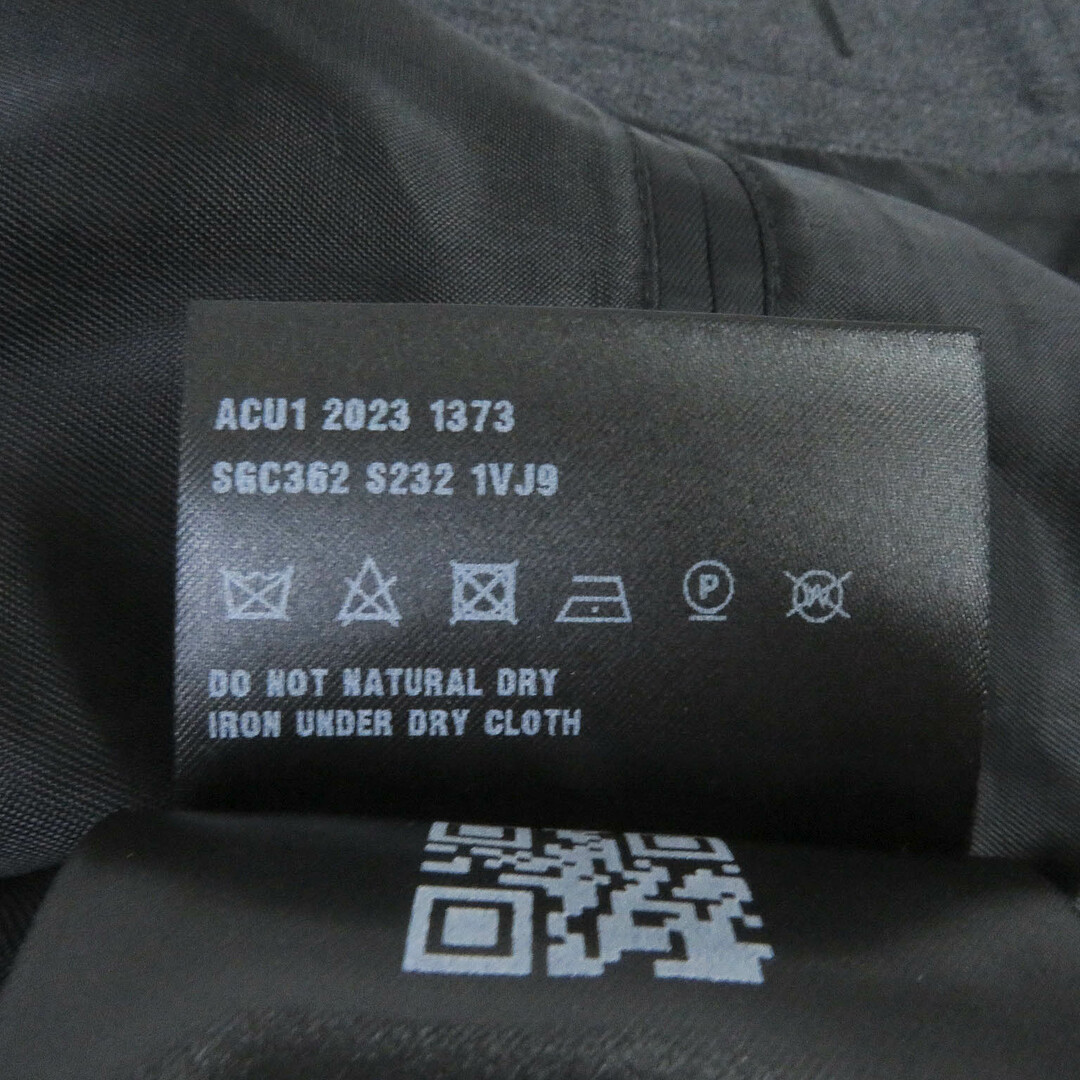 ACU1 2023 1373
SGC362 S232 1VJ9
P W
DO NOT NATURAL DRY
IRON UNDER DRY CLOTH